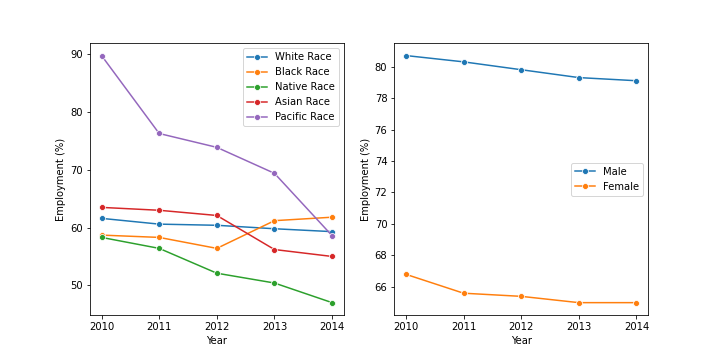 90
80
70
60
50
Employment (%)
2010 2011 2012 2013 2014
Year
White Race
Black Race
Native Race
Asian Race
Pacific Race
80
78
76
74
72
70
68
66
Employment (%)
2010 2011 2012 2013 2014
Year
Male
Female